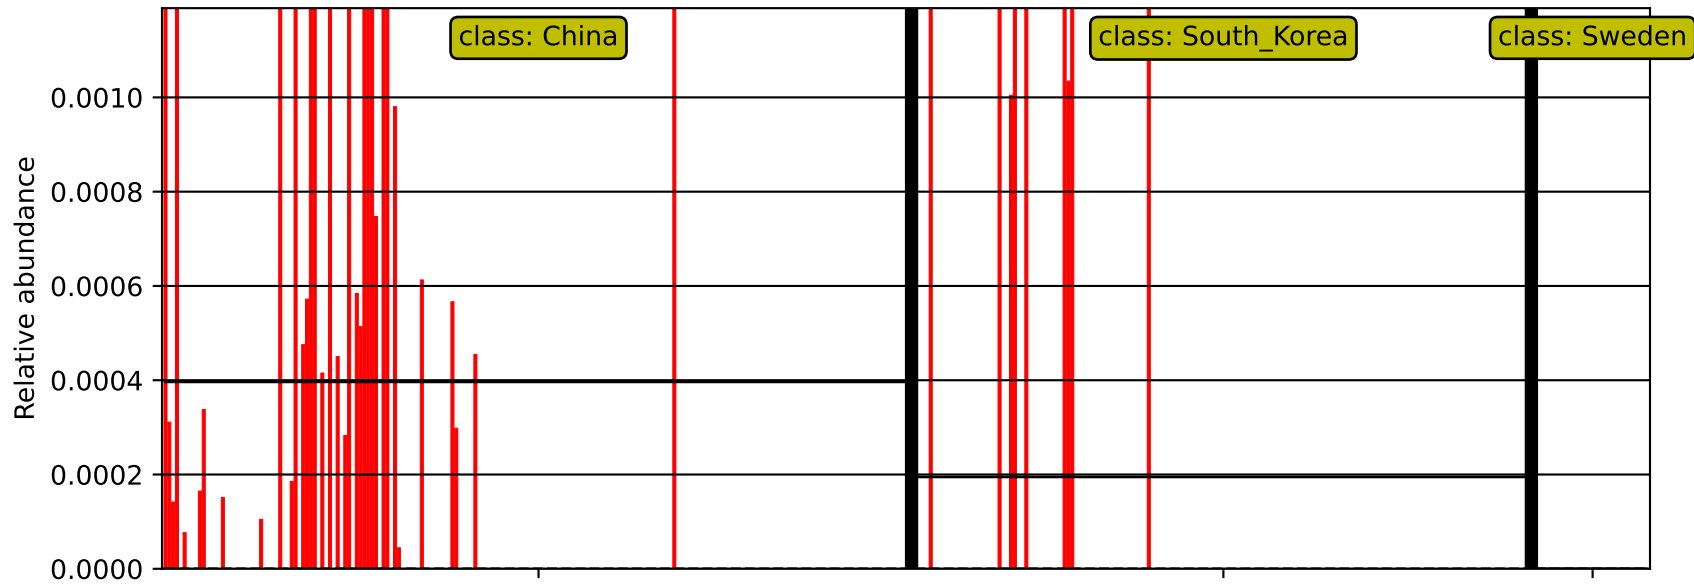 class: China
class: South_Korea
class: Sweden
Relative abundance
0.0010
0.0008
0.0006
0.0004
0.0002
0.0000